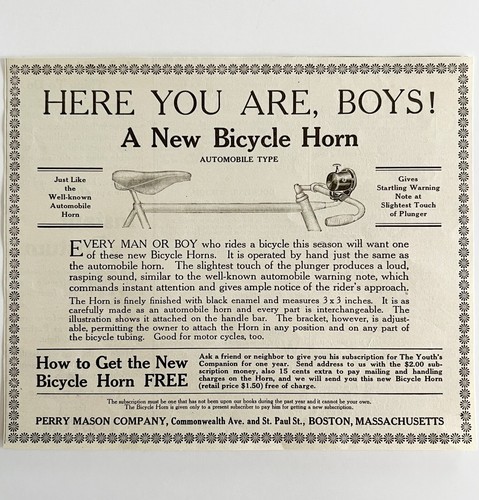 HERE YOU ARE, BOYS!
A New Bicycle Horn
AUTOMOBILE TYPE
Just Like
the
Well-known
Automobile
Horn
Gives
Startling Warning
Note at
Slightest Touch
of Plunger
EVERY MAN OR BOY who rides a bicycle this season will want one
of these new Bicycle Horns. It is operated by hand just the same as
the automobile horn. The slightest touch of the plunger produces a loud,
rasping sound, similar to the well-known automobile warning note, which
commands instant attention and gives ample notice of the rider's approach.
The Horn is finely finished with black enamel and measures 3 x 3 inches. It is as
carefully made as an automobile horn and every part is interchangeable. The
illustration shows it attached on the handle bar. The bracket, however, is adjust-
able, permitting the owner to attach the Horn in any position and on any part of
the bicycle tubing. Good for motor cycles, too.
How to Get the New
Bicycle Horn FREE
Ask a friend or neighbor to give you his subscription for The Youth's
Companion for one year. Send address to us with the $2.00 sub-
scription money, also 15 cents extra to pay mailing and handling
charges on the Horn, and we will send you this new Bicycle Horn
(retail price $1.50) free of charge.
The subscription must be one that has not been upon our books during the past year and it cannot be your own.
The Bicycle Horn is given only to a present subscriber to pay him for getting a new subscription.
PERRY MASON COMPANY, Commonwealth Ave. and St. Paul St., BOSTON, MASSACHUSETTS